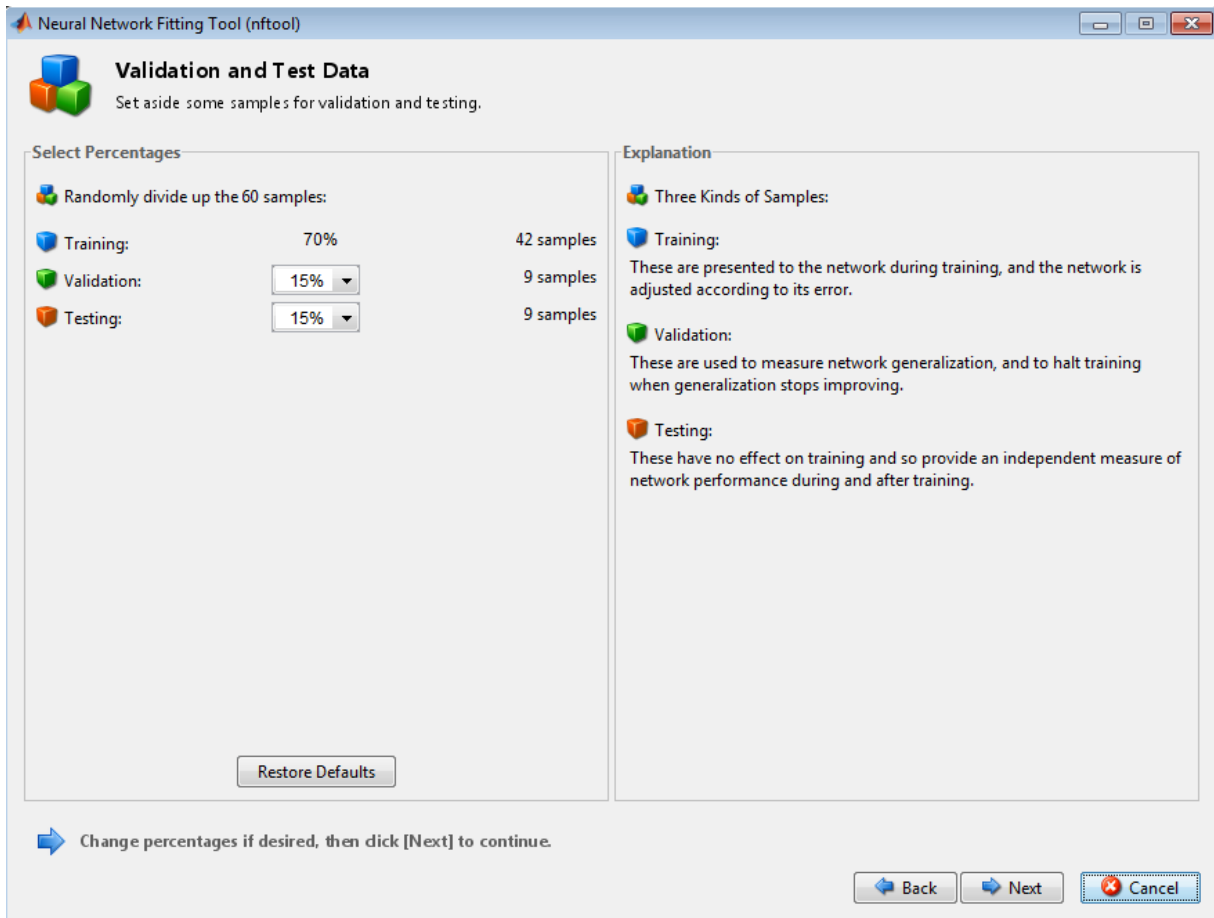 Neural Network Fitting Tool (nftool)
Validation and Test Data
Set aside some samples for validation and testing.
Select Percentages
Randomly divide up the 60 samples:
Training: 70% 42 samples
Validation: 15% 9 samples
Testing: 15% 9 samples
Restore Defaults
Explanation
Three Kinds of Samples:
Training:
These are presented to the network during training, and the network is
adjusted according to its error.
Validation:
These are used to measure network generalization, and to halt training
when generalization stops improving.
Testing:
These have no effect on training and so provide an independent measure of
network performance during and after training.
Change percentages if desired, then click [Next] to continue.
Back Next Cancel